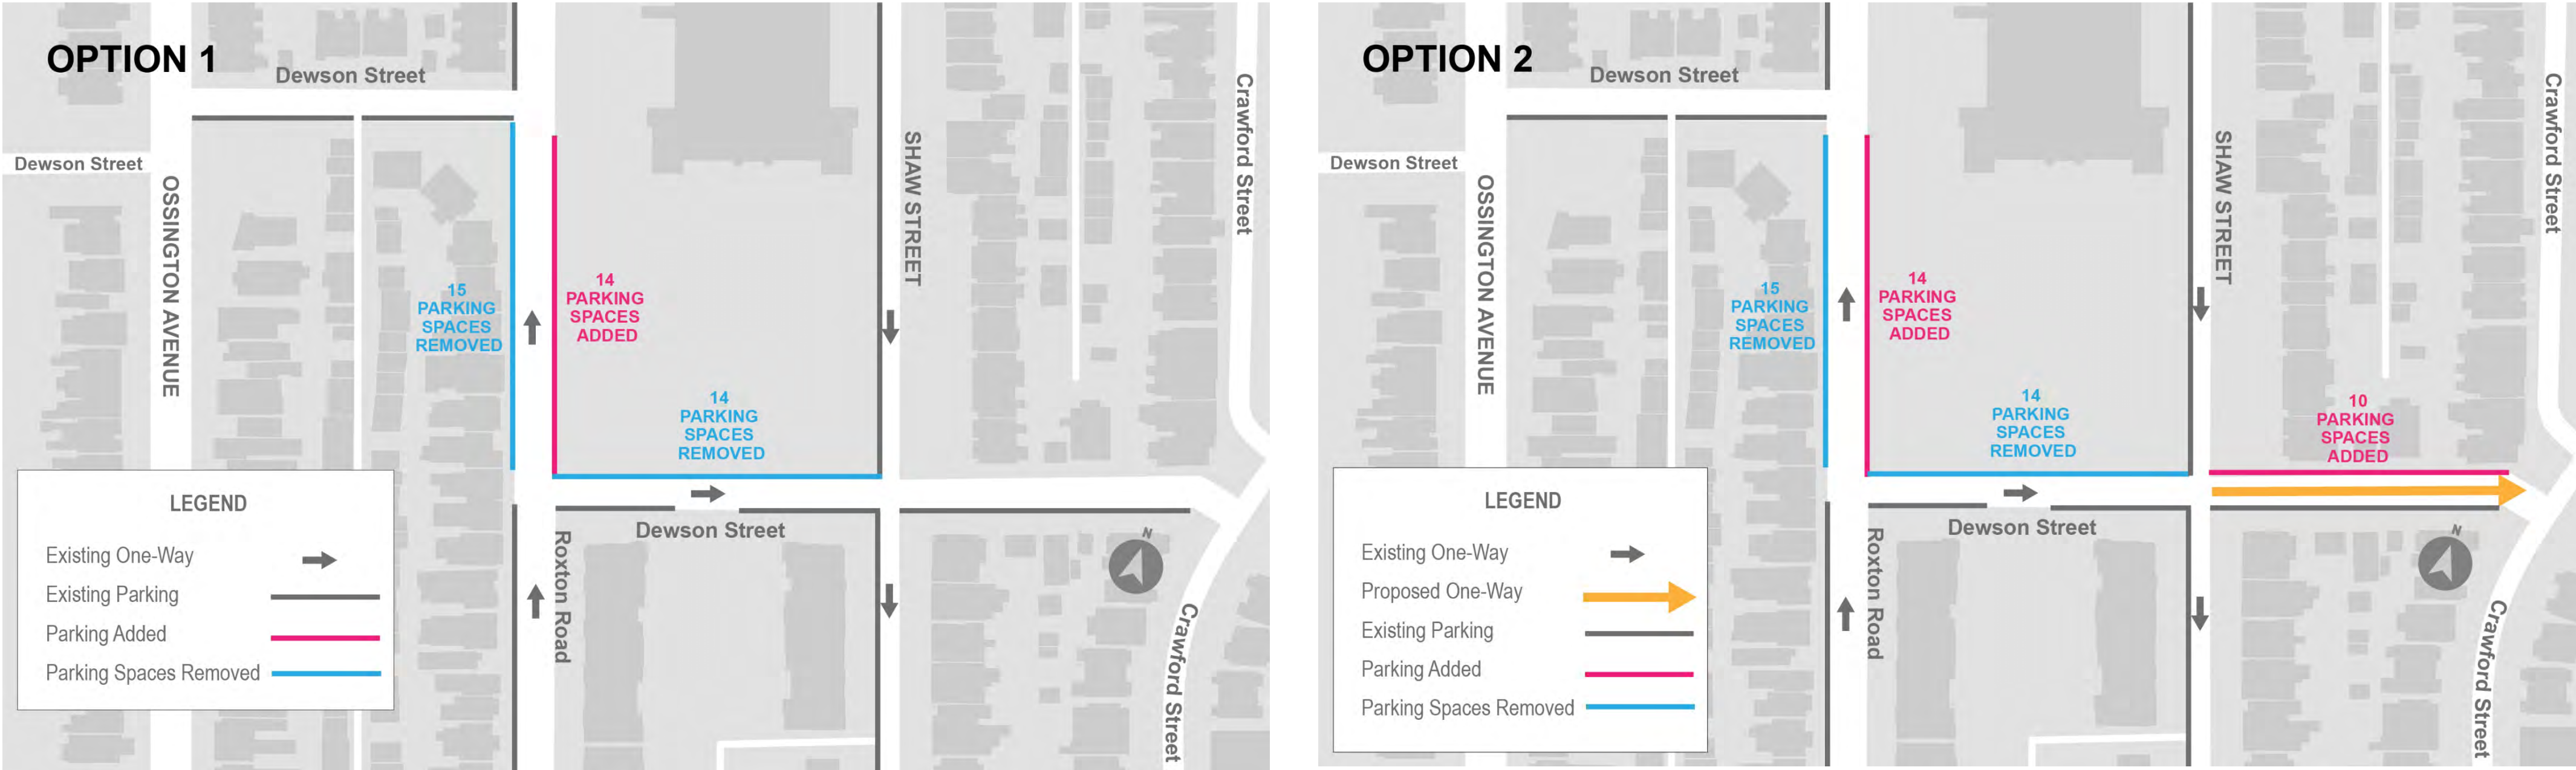 OPTION 1
Dewson Street
Dewson Street
OSSINGTON AVENUE
SHAW STREET
Crawford Street
15
PARKING
SPACES
REMOVED
14
PARKING
SPACES
ADDED
14
PARKING
SPACES
REMOVED
Dewson Street
Roxton Road
N
Crawford Street
LEGEND
Existing One-Way
Existing Parking
Parking Added
Parking Spaces Removed
OPTION 2
Dewson Street
Dewson Street
OSSINGTON AVENUE
SHAW STREET
Crawford Street
15
PARKING
SPACES
REMOVED
14
PARKING
SPACES
ADDED
14
PARKING
SPACES
REMOVED
10
PARKING
SPACES
ADDED
Dewson Street
Roxton Road
N
Crawford Street
LEGEND
Existing One-Way
Proposed One-Way
Existing Parking
Parking Added
Parking Spaces Removed